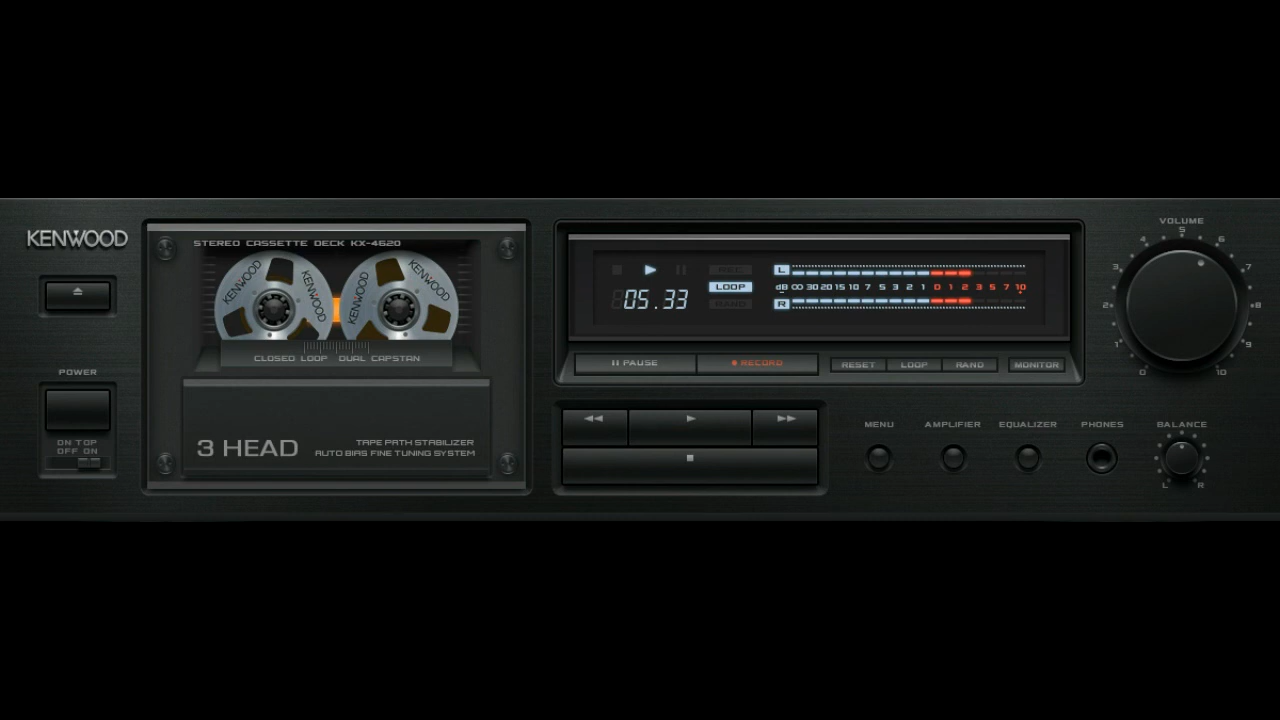 KENWOOD
POWER
ON TOP
OFF ON
STEREO CASSETTE DECK KX-4620
KENWOOD KENWOOD KENWOOD KENWOOD
CLOSED LOOP DUAL CAPSTAN
3 HEAD
TAPE PATH STABILIZER
AUTO BIAS FINE TUNING SYSTEM
REC
L
05.33
LOOP
dB 00 30 20 15 10 7 5 3 2 1 0 1 2 3 5 7 10
RAND
R
PAUSE
RECORD
RESET LOOP RAND MONITOR
MENU AMPLIFIER EQUALIZER PHONES BALANCE
L R
VOLUME
0 1 2 3 4 5 6 7 8 9 10